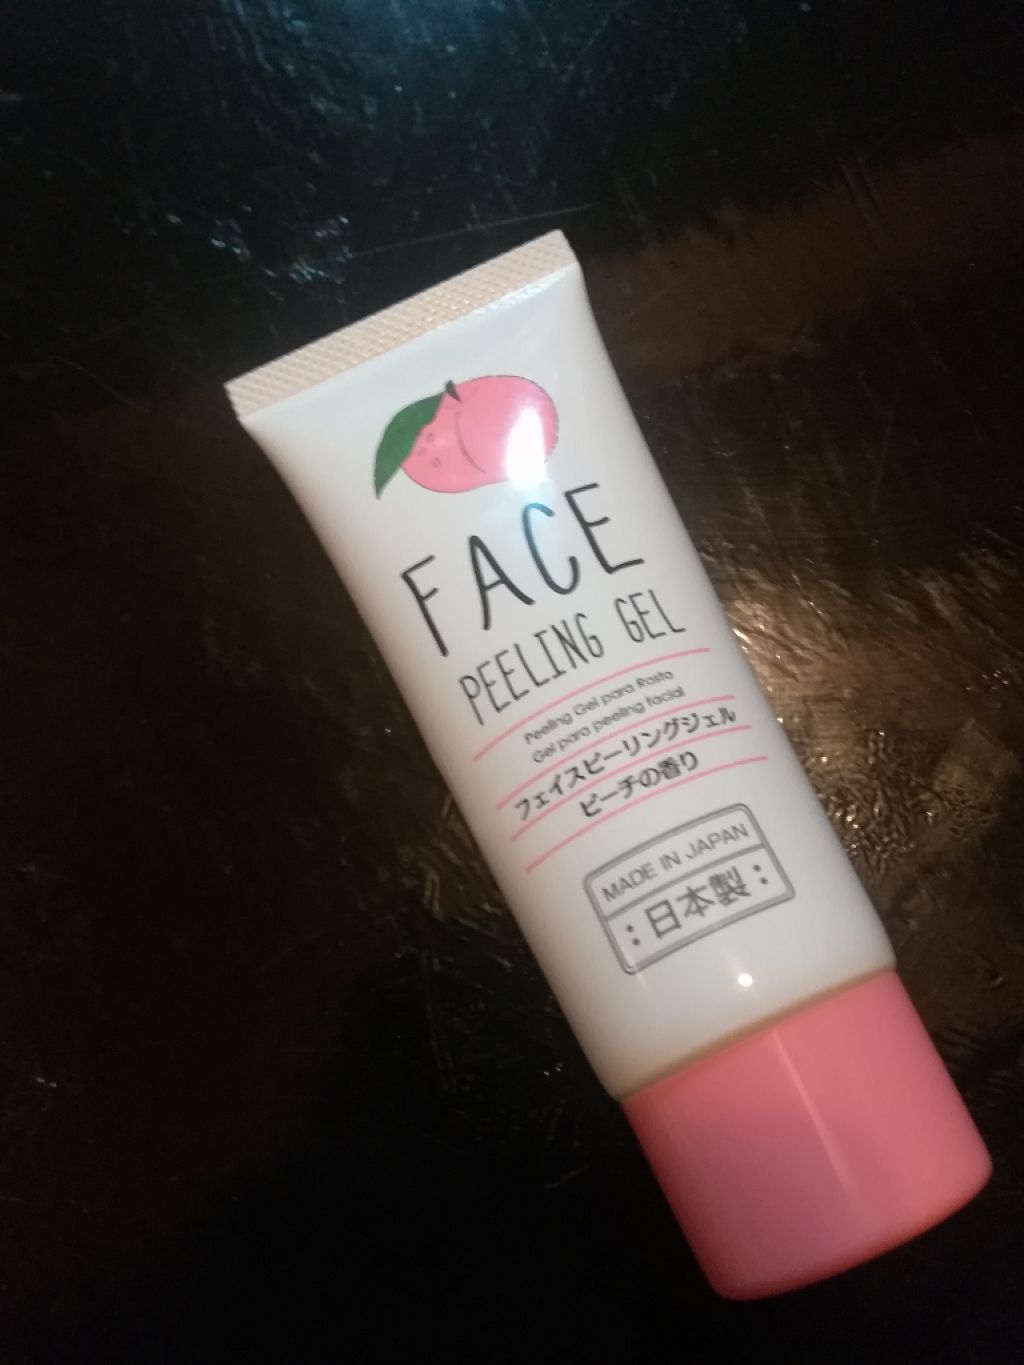 FACE
PEELING GEL
Peeling Gel para Rosto
Gel para peeling facial
フェイスピーリングジェル
ピーチの香り
MADE IN JAPAN
:日本製: